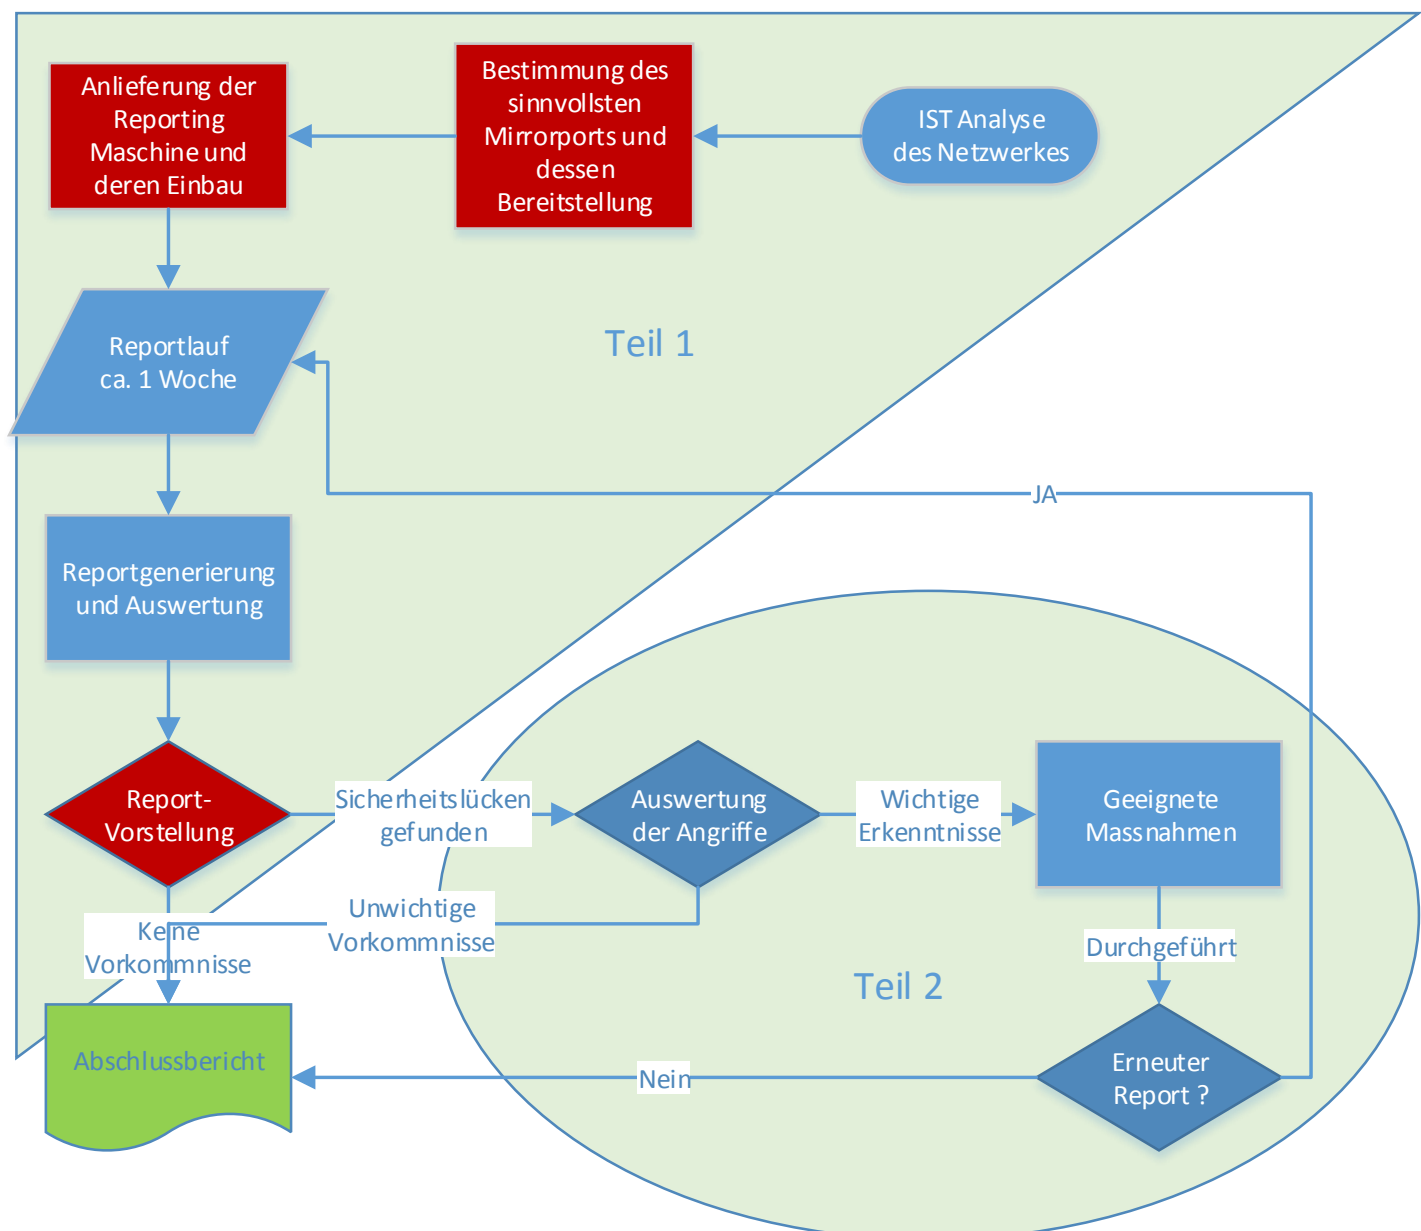 Anlieferung der
Reporting
Maschine und
deren Einbau
Bestimmung des
sinnvollsten
Mirrorports und
dessen
Bereitstellung
IST Analyse
des Netzwerkes
Reportlauf
ca. 1 Woche
Teil 1
JA
Reportgenerierung
und Auswertung
Report-
Vorstellung
Sicherheitslücken
gefunden
Auswertung
der Angriffe
Wichtige
Erkenntnisse
Geeignete
Massnahmen
Keine
Vorkommnisse
Unwichtige
Vorkommnisse
Durchgeführt
Teil 2
Abschlussbericht
Nein
Erneuter
Report ?